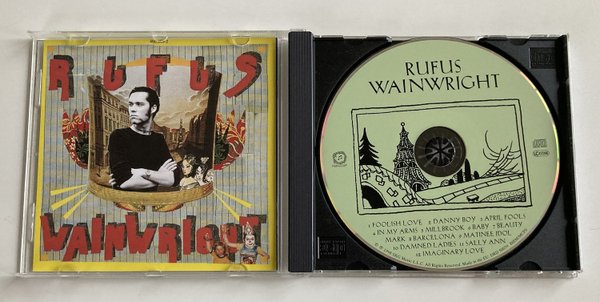 RUFUS
WAINWRIGHT
RUFUS
WAINWRIGHT
1 FOOLISH LOVE 2 DANNY BOY 3 APRIL FOOLS
4 IN MY ARMS 5 MILLBROOK 6 BABY 7 BEAUTY
MARK 8 BARCELONA 9 MATINEE IDOL
10 DAMNED LADIES 11 SALLY ANN
12 IMAGINARY LOVE